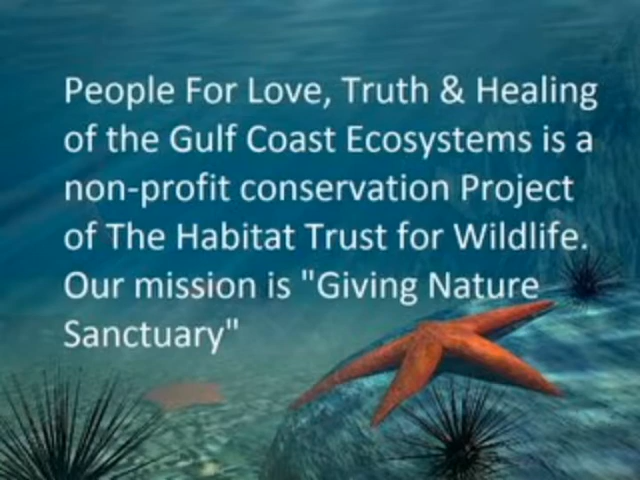 People For Love, Truth & Healing
of the Gulf Coast Ecosystems is a
non-profit conservation Project
of The Habitat Trust for Wildlife.
Our mission is "Giving Nature
Sanctuary"